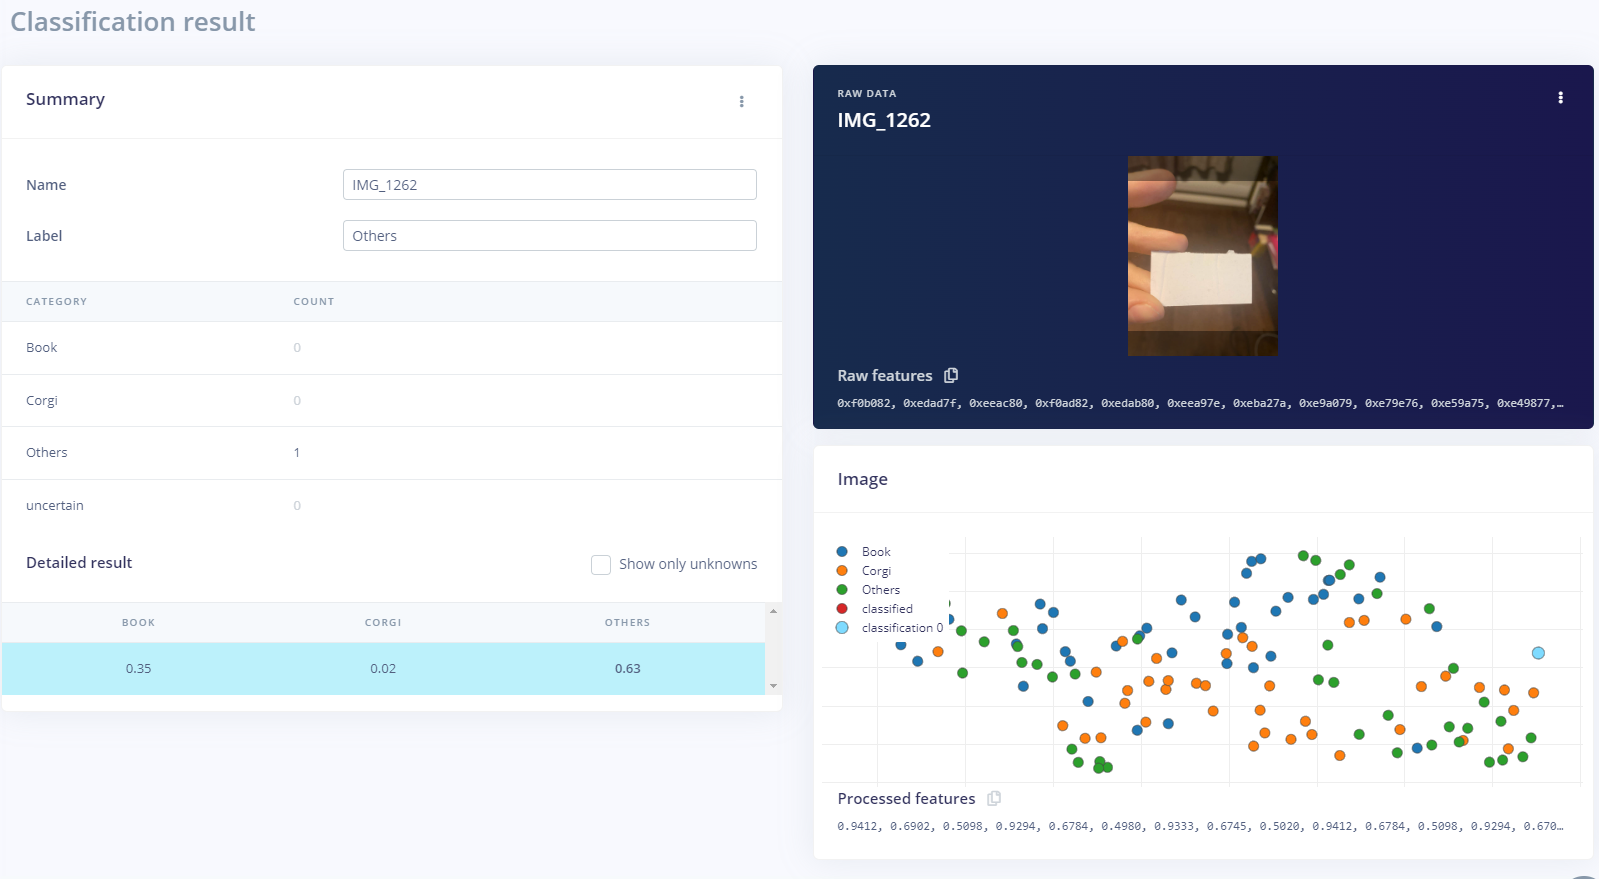 Classification result
Summary
Name
IMG_1262
Label
Others
CATEGORY COUNT
Book 0
Corgi 0
Others 1
uncertain 0
Detailed result
Show only unknowns
BOOK CORGI OTHERS
0.35 0.02 0.63
RAW DATA
IMG_1262
Raw features
0xf0b082, 0xedad7f, 0xeeac80, 0xf0ad82, 0xedab80, 0xeea97e, 0xeba27a, 0xe9a079, 0xe79e76, 0xe59a75, 0xe49877,…
Image
Book
Corgi
Others
classified
classification 0
Processed features
0.9412, 0.6902, 0.5098, 0.9294, 0.6784, 0.4980, 0.9333, 0.6745, 0.5020, 0.9412, 0.6784, 0.5098, 0.9294, 0.670…